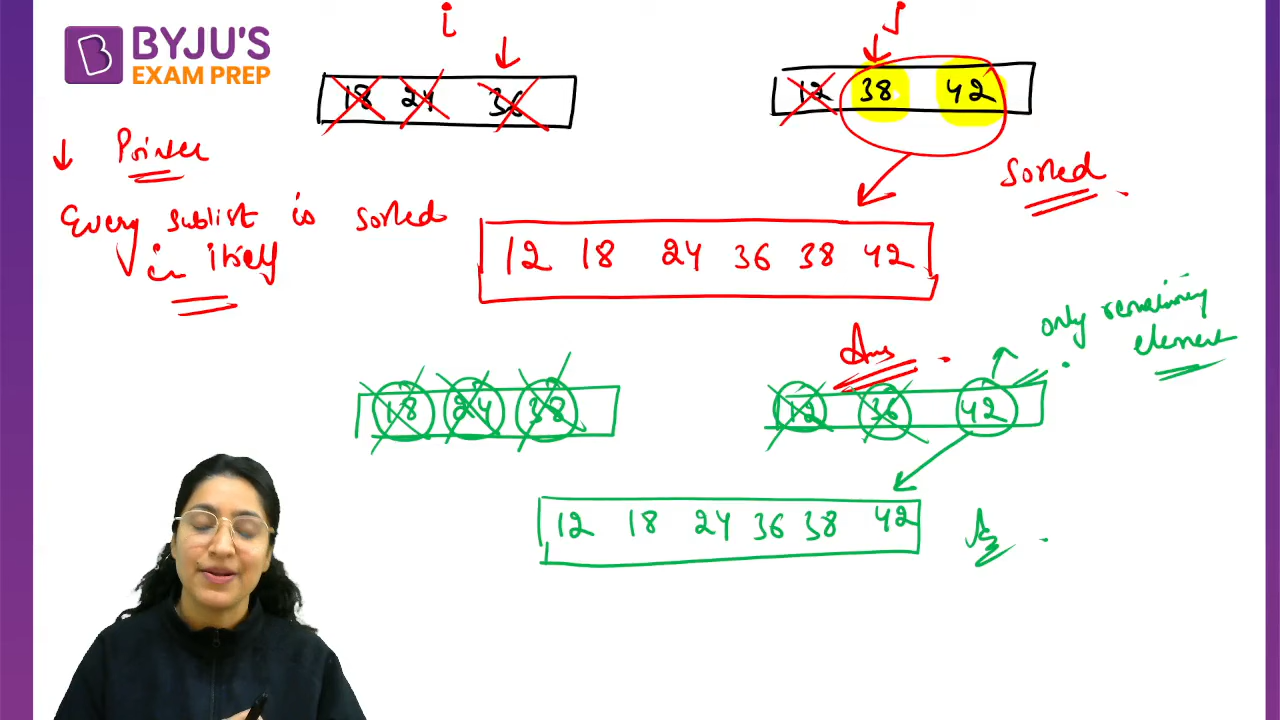 BYJU'S
EXAM PREP
i
j
18 24 36
12 38 42
↓ Pointer
Sorted
Every sublist is sorted
in itself
12 18 24 36 38 42
only remaining
element
Ans
18 24 38
12 36 42
12 18 24 36 38 42